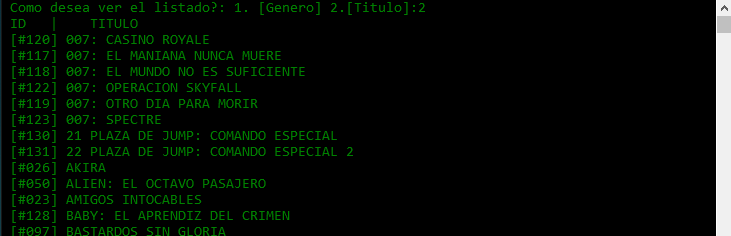 Como desea ver el listado?: 1. [Genero] 2.[Titulo]:2
ID   |    TITULO
[#120] 007: CASINO ROYALE
[#117] 007: EL MANIANA NUNCA MUERE
[#118] 007: EL MUNDO NO ES SUFICIENTE
[#122] 007: OPERACION SKYFALL
[#119] 007: OTRO DIA PARA MORIR
[#123] 007: SPECTRE
[#130] 21 PLAZA DE JUMP: COMANDO ESPECIAL
[#131] 22 PLAZA DE JUMP: COMANDO ESPECIAL 2
[#026] AKIRA
[#050] ALIEN: EL OCTAVO PASAJERO
[#023] AMIGOS INTOCABLES
[#128] BABY: EL APRENDIZ DEL CRIMEN
[#097] BASTARDOS SIN GLORIA